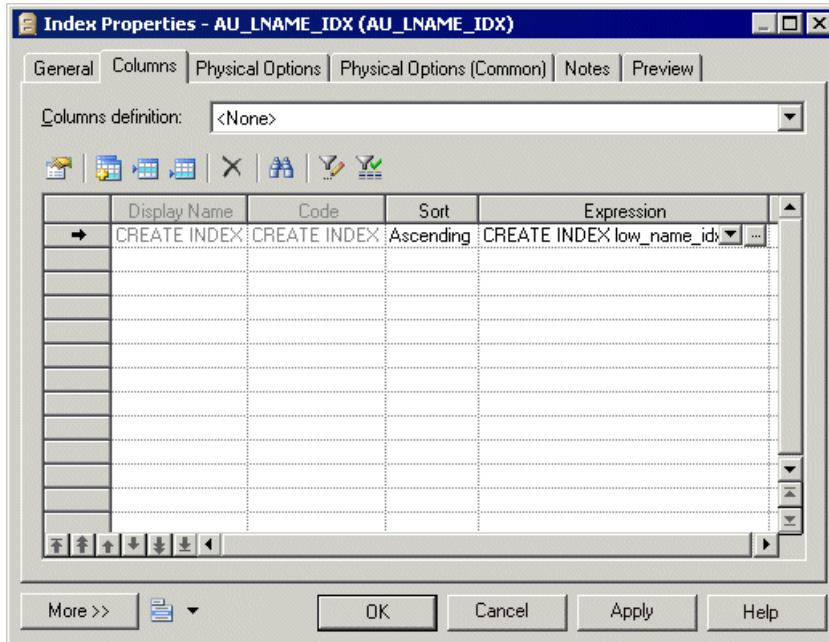 Index Properties - AU_LNAME_IDX (AU_LNAME_IDX)
General Columns Physical Options Physical Options (Common) Notes Preview
Columns definition: <None>
Display Name Code Sort Expression
CREATE INDEX CREATE INDEX Ascending CREATE INDEX low_name_idx ...
More >> OK Cancel Apply Help